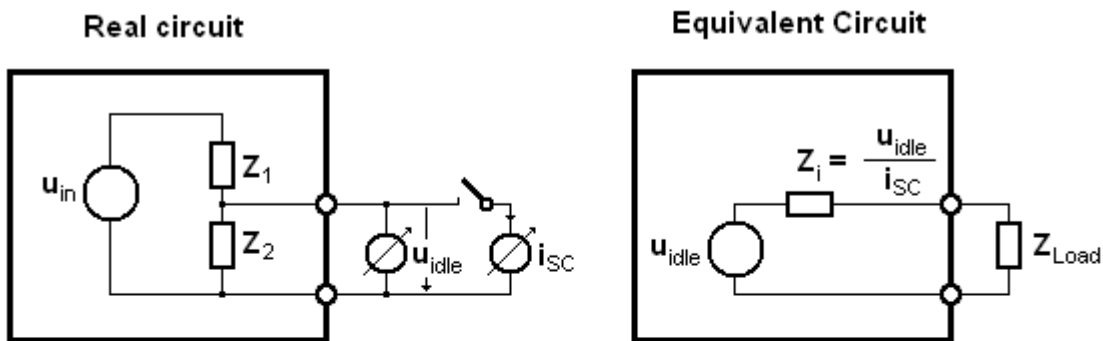 Real circuit
Equivalent Circuit
u_in
Z_1
Z_2
u_idle
i_SC
Z_i = u_idle / i_SC
u_idle
Z_Load